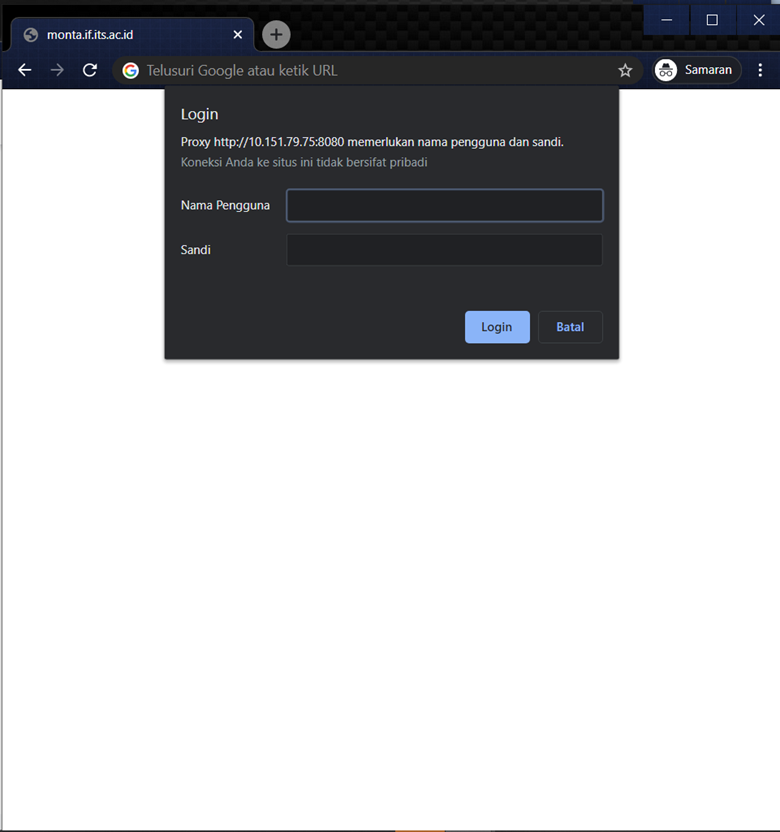 monta.if.its.ac.id
Telusuri Google atau ketik URL
Samaran
Login
Proxy http://10.151.79.75:8080 memerlukan nama pengguna dan sandi.
Koneksi Anda ke situs ini tidak bersifat pribadi
Nama Pengguna
Sandi
Login Batal